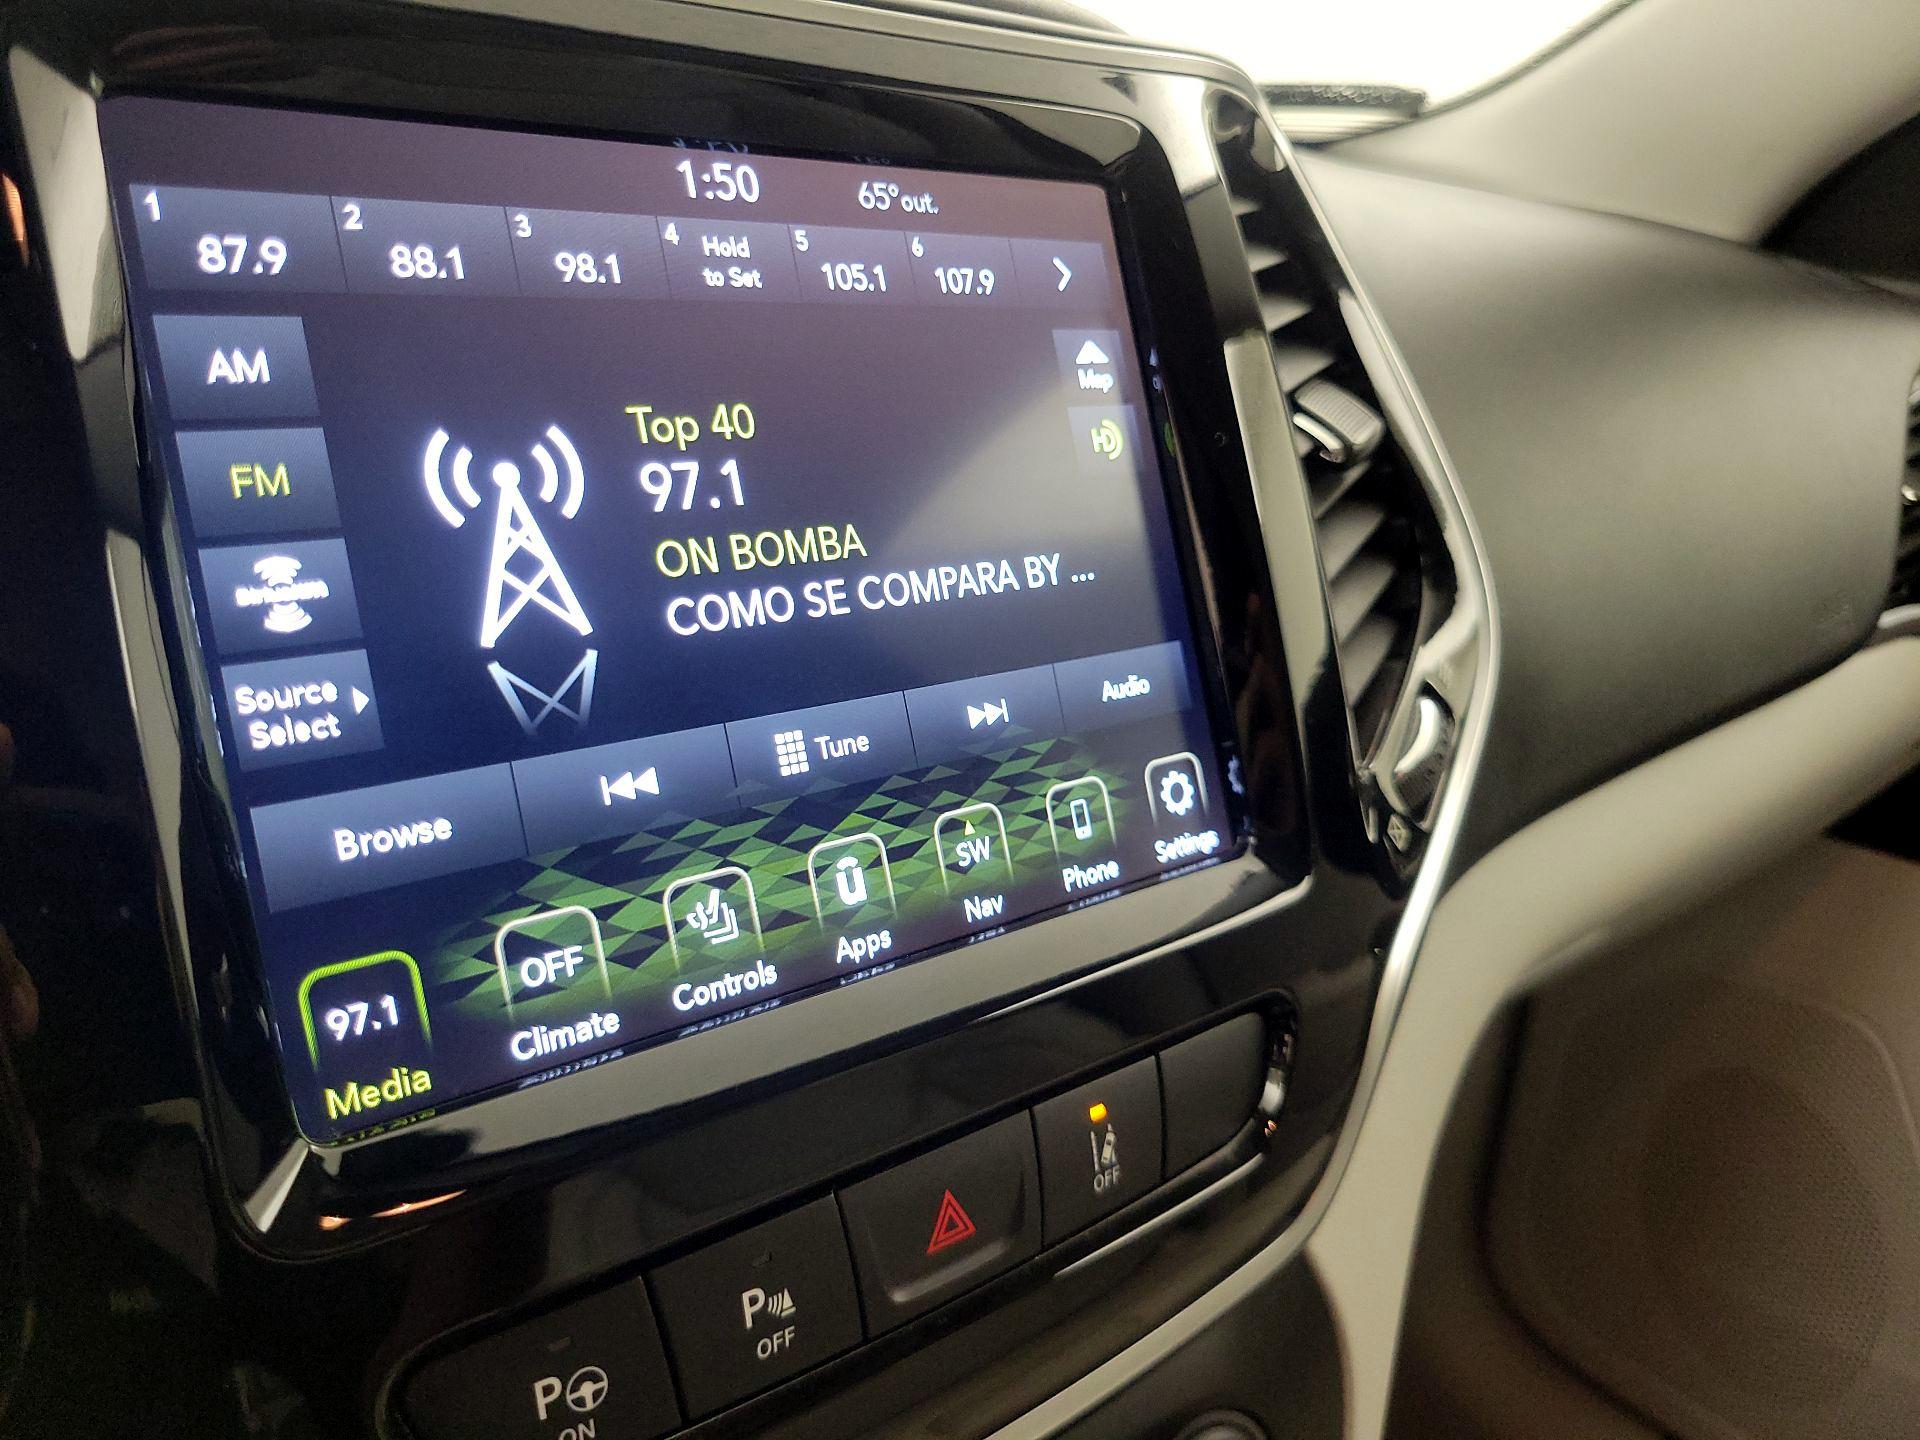 1:50
65° out.
1
87.9
2
88.1
3
98.1
4
Hold
to Set
5
105.1
6
107.9
AM
FM
Source
Select
Top 40
97.1
ON BOMBA
COMO SE COMPARA BY ...
Map
HD
Browse
Tune
Audio
97.1
Media
OFF
Climate
Controls
U
Apps
SW
Nav
Phone
Settings
P
ON
P
OFF
OFF